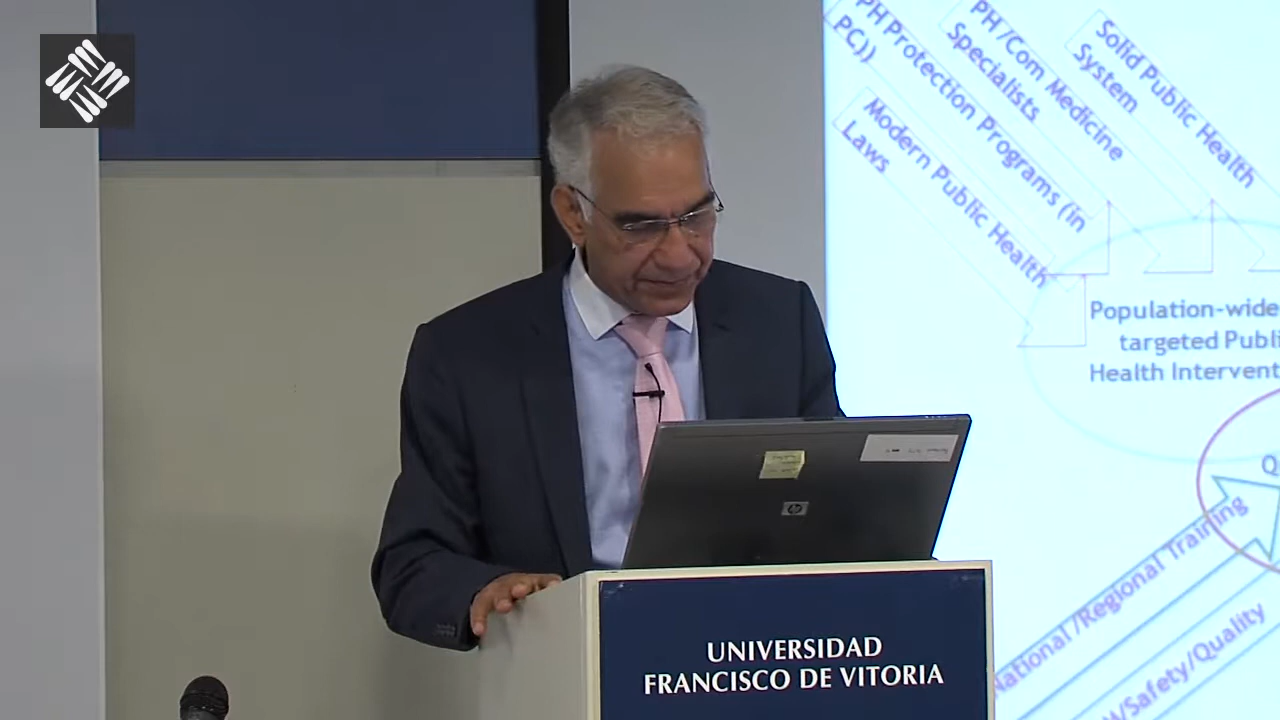 PH Protection Programs (in
PC))
PH /Com Medicine
Specialists
Solid Public Health
System
Modern Public Health
Laws
Population-wide
targeted Publi
Health Intervent
National /Regional Training
/Safety/Quality
hp
UNIVERSIDAD
FRANCISCO DE VITORIA